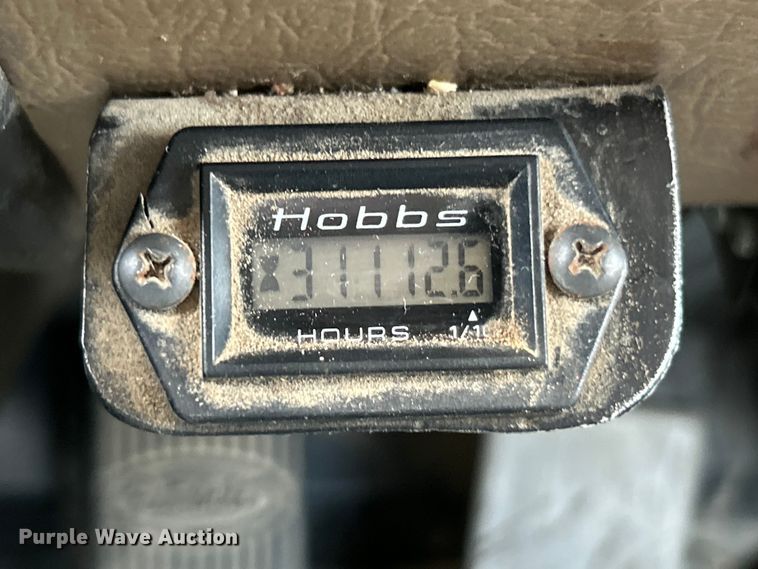 Hobbs
31112.6
HOURS 1/10
Purple Wave Auction